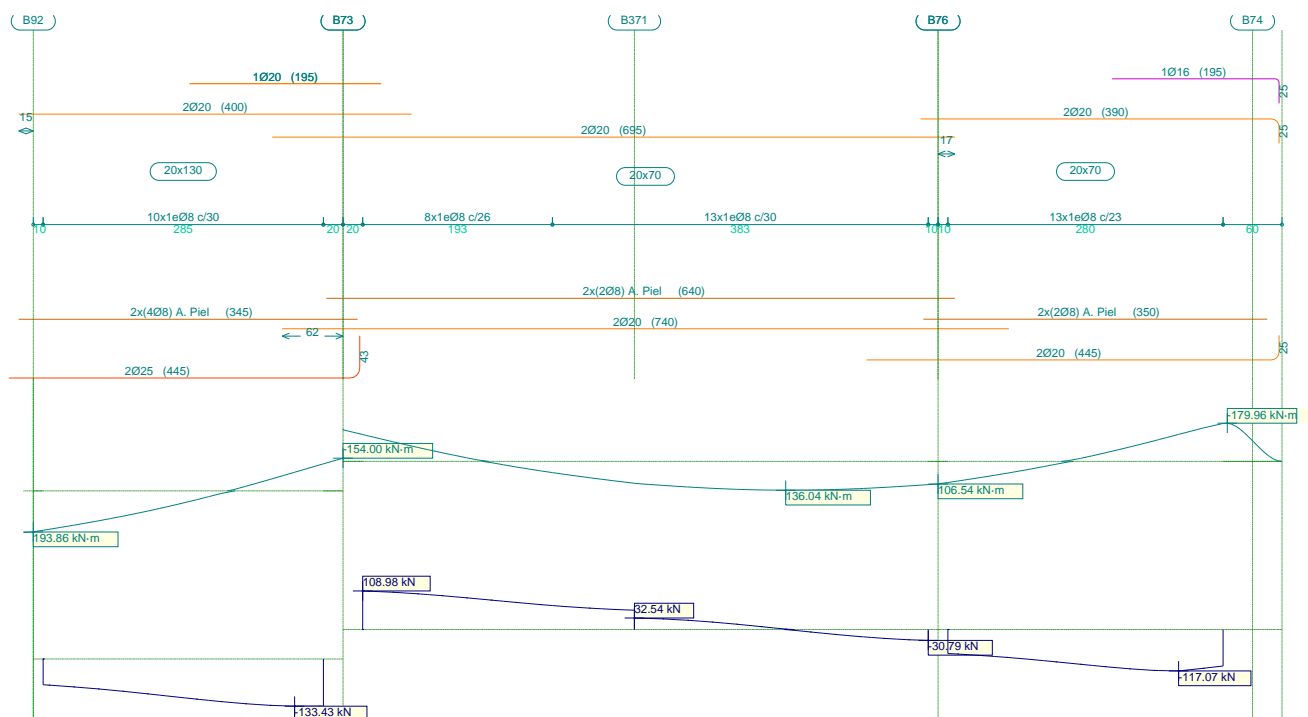 B92 B73 B371 B76 B74
1Ø16 (195)
1Ø20 (195)
25
2Ø20 (400)
2Ø20 (390)
15
2Ø20 (695)
25
17
20x130
20x70
20x70
10x1eØ8 c/30 8x1eØ8 c/26 13x1eØ8 c/30 13x1eØ8 c/23
10 285 20 20 193 383 10 10 280 60
2x(2Ø8) A. Piel (640)
2x(4Ø8) A. Piel (345)
2x(2Ø8) A. Piel (350)
2Ø20 (740)
62
25
43
2Ø20 (445)
2Ø25 (445)
-179.96 kN·m
-154.00 kN·m
106.54 kN·m
136.04 kN·m
193.86 kN·m
108.98 kN
32.54 kN
-30.79 kN
-117.07 kN
-133.43 kN